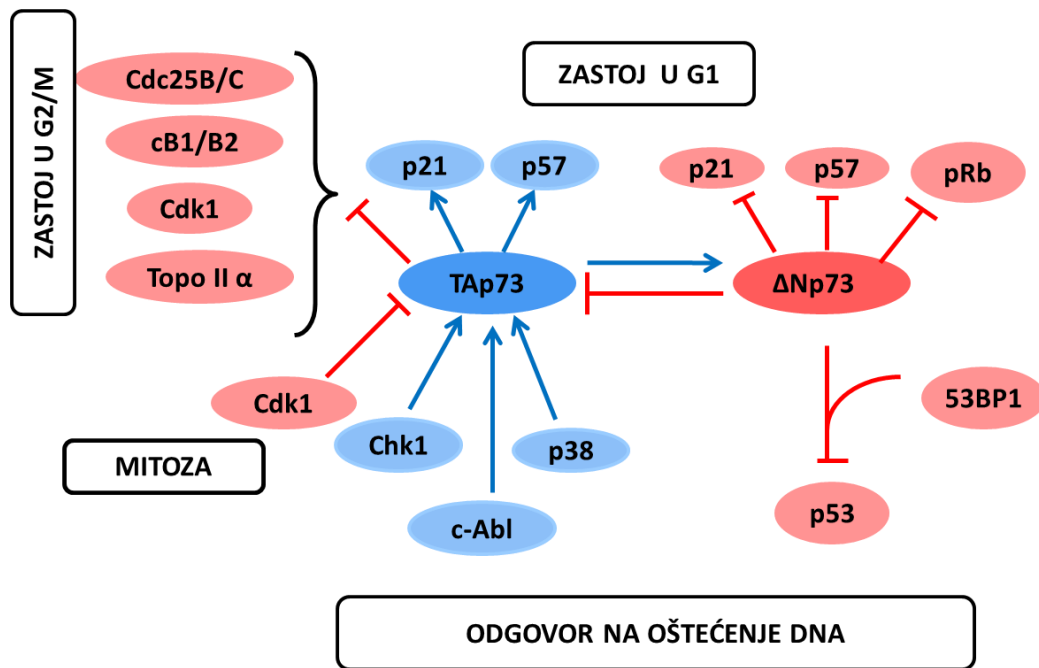 ZASTOJ U G2/M
Cdc25B/C
cB1/B2
Cdk1
Topo II α
ZASTOJ U G1
p21
p57
p21
p57
pRb
TAp73
ΔNp73
Cdk1
Chk1
p38
c-Abl
53BP1
p53
MITOZA
ODGOVOR NA OŠTEĆENJE DNA